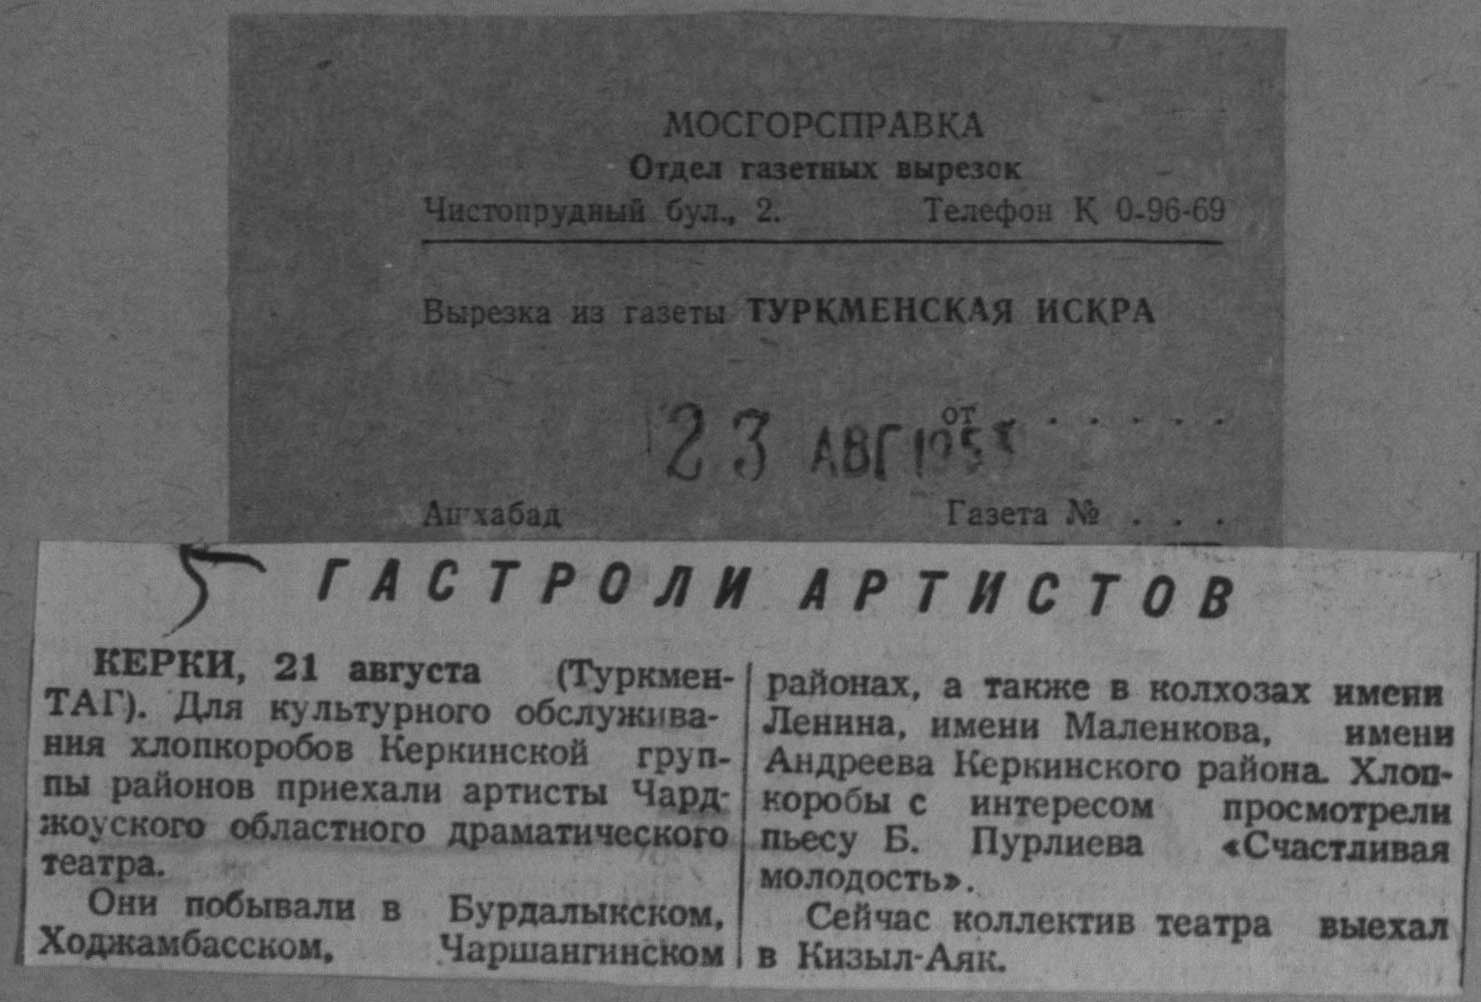 МОСГОРСПРАВКА
Отдел газетных вырезок
Чистопрудный бул., 2. Телефон К 0-96-69
Вырезка из газеты ТУРКМЕНСКАЯ ИСКРА
от . . . . .
23 АВГ 195
Ашхабад Газета № . . .
ГАСТРОЛИ АРТИСТОВ
КЕРКИ, 21 августа (Туркмен-
ТАГ). Для культурного обслужива-
ния хлопкоробов Керкинской груп-
пы районов приехали артисты Чард-
жоуского областного драматического
театра.
Они побывали в Бурдалыкском,
Ходжамбасском, Чаршангинском
районах, а также в колхозах имени
Ленина, имени Маленкова, имени
Андреева Керкинского района. Хлоп-
коробы с интересом просмотрели
пьесу Б. Пурлиева «Счастливая
молодость».
Сейчас коллектив театра выехал
в Кизыл-Аяк.